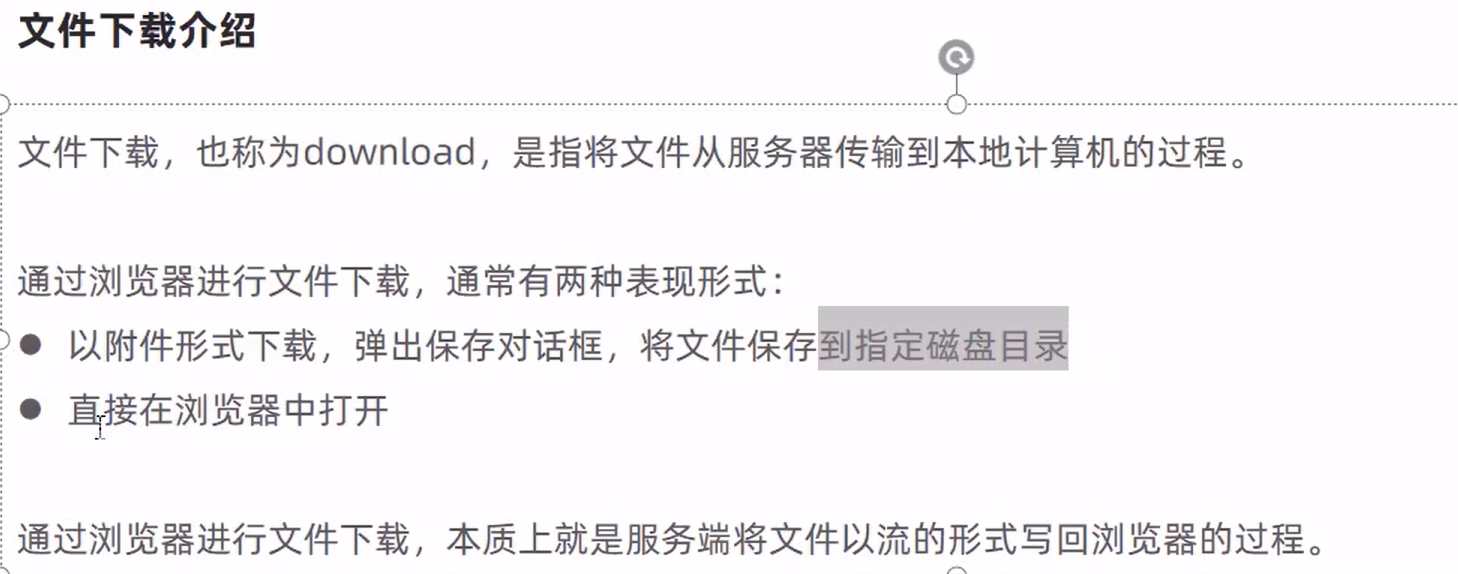 文件下载介绍
文件下载，也称为download，是指将文件从服务器传输到本地计算机的过程。
通过浏览器进行文件下载，通常有两种表现形式：
● 以附件形式下载，弹出保存对话框，将文件保存到指定磁盘目录
● 直接在浏览器中打开
通过浏览器进行文件下载，本质上就是服务端将文件以流的形式写回浏览器的过程。